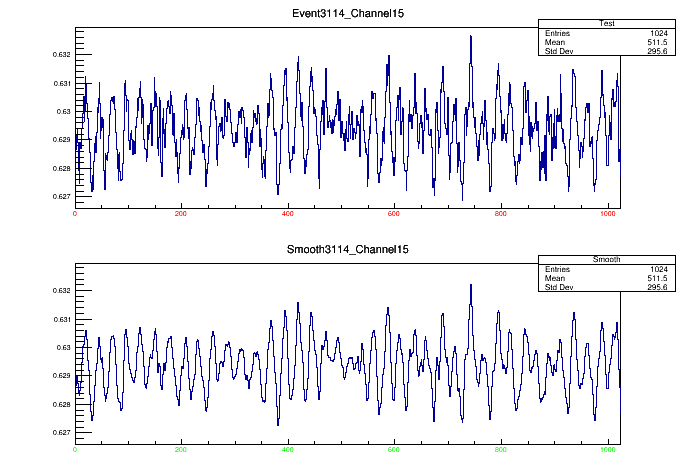 Event3114_Channel15
Test
Entries 1024
Mean 511.5
Std Dev 295.6
0.632
0.631
0.63
0.629
0.628
0.627
0 200 400 600 800 1000
Smooth3114_Channel15
Smooth
Entries 1024
Mean 511.5
Std Dev 295.6
0.632
0.631
0.63
0.629
0.628
0.627
0 200 400 600 800 1000